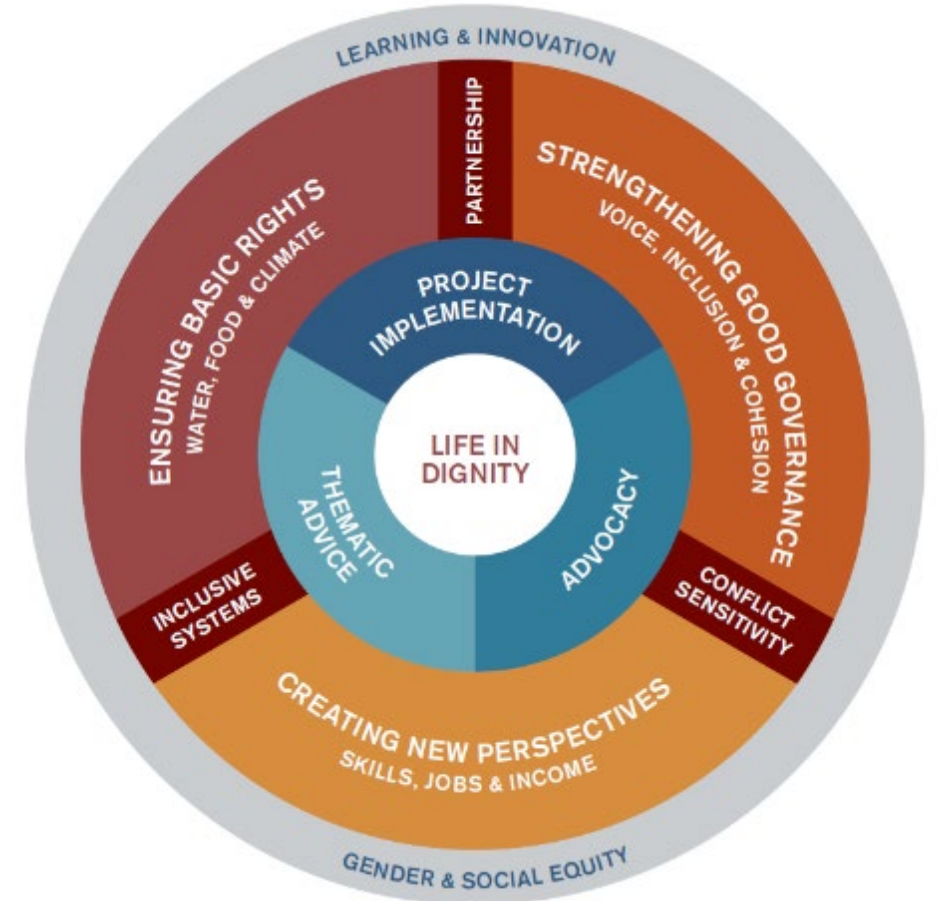 LEARNING & INNOVATION
PARTNERSHIP
ENSURING BASIC RIGHTS
WATER, FOOD & CLIMATE
STRENGTHENING GOOD GOVERNANCE
VOICE, INCLUSION & COHESION
PROJECT
IMPLEMENTATION
LIFE IN
DIGNITY
THEMATIC
ADVICE
ADVOCACY
INCLUSIVE
SYSTEMS
CONFLICT
SENSITIVITY
CREATING NEW PERSPECTIVES
SKILLS, JOBS & INCOME
GENDER & SOCIAL EQUITY